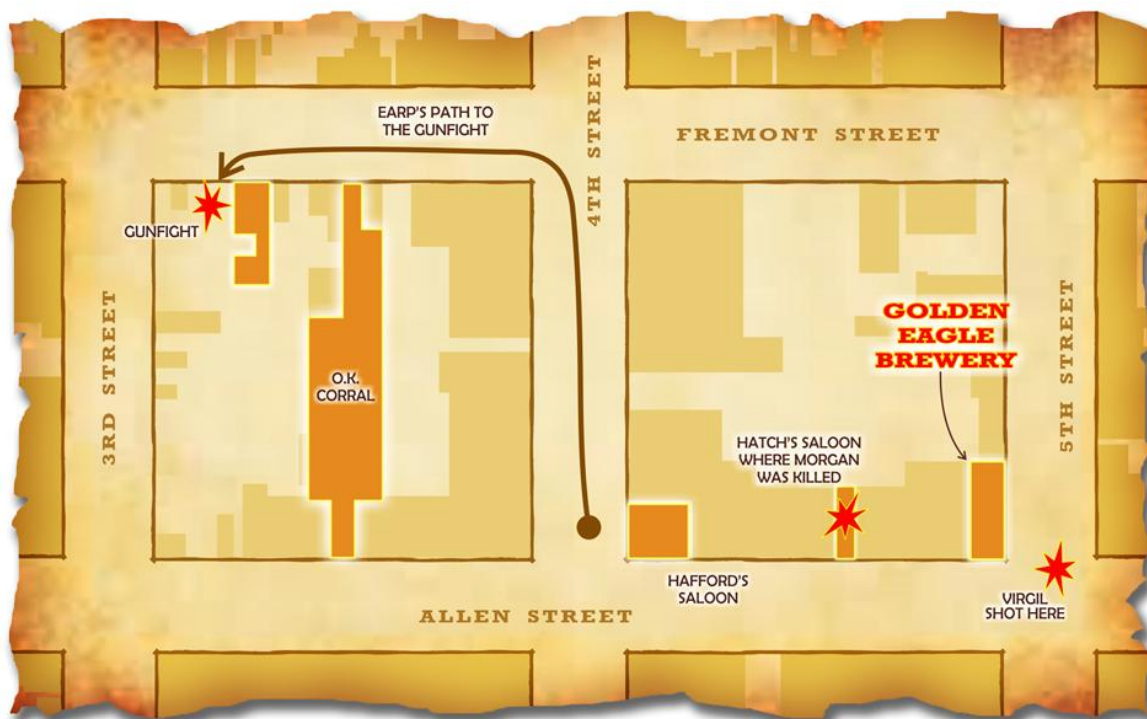 EARP'S PATH TO
THE GUNFIGHT
4TH STREET
FREMONT STREET
GUNFIGHT
3RD STREET
O.K.
CORRAL
GOLDEN
EAGLE
BREWERY
5TH STREET
HATCH'S SALOON
WHERE MORGAN
WAS KILLED
HAFFORD'S
SALOON
ALLEN STREET
VIRGIL
SHOT HERE